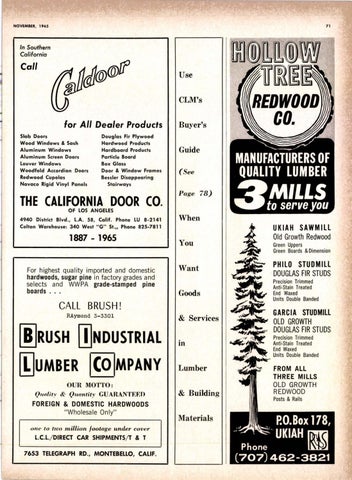 NOVEMBER, 1965
71
In Southern
California
Call
Caldoor
for All Dealer Products
Slab Doors
Wood Windows & Sash
Aluminum Windows
Aluminum Screen Doors
Louver Windows
Woodfold Accordion Doors
Redwood Cupolas
Novaco Rigid Vinyl Panels
Douglas Fir Plywood
Hardwood Products
Hardboard Products
Particle Board
Box Glass
Door & Window Frames
Bessler Disappearing
Stairways
THE CALIFORNIA DOOR CO.
OF LOS ANGELES
4940 District Blvd., L.A. 58, Calif. Phone LU 8-2141
Colton Warehouse: 340 West "G" St., Phone 825-7811
1887 - 1965
For highest quality imported and domestic
hardwoods, sugar pine in factory grades and
selects and WWPA grade-stamped pine
boards . . .
CALL BRUSH!
RAymond 3-3301
BRUSH INDUSTRIAL
LUMBER COMPANY
OUR MOTTO:
Quality & Quantity GUARANTEED
FOREIGN & DOMESTIC HARDWOODS
"Wholesale Only"
one to two million footage under cover
L.C.L./DIRECT CAR SHIPMENTS/T & T
7653 TELEGRAPH RD., MONTEBELLO, CALIF.
Use
CLM's
Buyer's
Guide
(See
Page 78)
When
You
Want
Goods
& Services
in
Lumber
& Building
Materials
HOLLOW
TREE
REDWOOD
CO.
MANUFACTURERS OF
QUALITY LUMBER
3 MILLS
to serve you
UKIAH SAWMILL
Old Growth Redwood
Green Uppers
Green Boards & Dimension
PHILO STUDMILL
DOUGLAS FIR STUDS
Precision Trimmed
Anti-Stain Treated
End Waxed
Units Double Banded
GARCIA STUDMILL
OLD GROWTH
DOUGLAS FIR STUDS
Precision Trimmed
Anti-Stain Treated
End Waxed
Units Double Banded
FROM ALL
THREE MILLS
OLD GROWTH
REDWOOD
Posts & Rails
P.O. Box 178,
UKIAH
Phone
(707) 462-3821